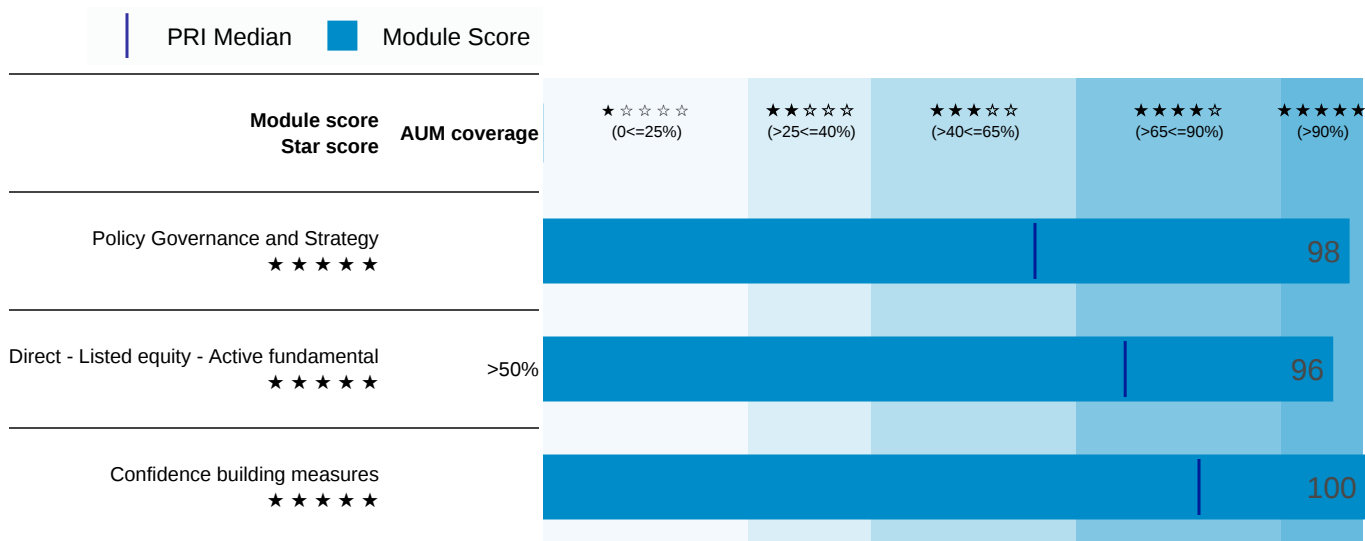 PRI Median Module Score
Module score
Star score
AUM coverage
★☆☆☆☆
(0<=25%)
★★☆☆☆
(>25<=40%)
★★★☆☆
(>40<=65%)
★★★★☆
(>65<=90%)
★★★★★
(>90%)
Policy Governance and Strategy
★★★★★
98
Direct - Listed equity - Active fundamental
★★★★★
>50%
96
Confidence building measures
★★★★★
100